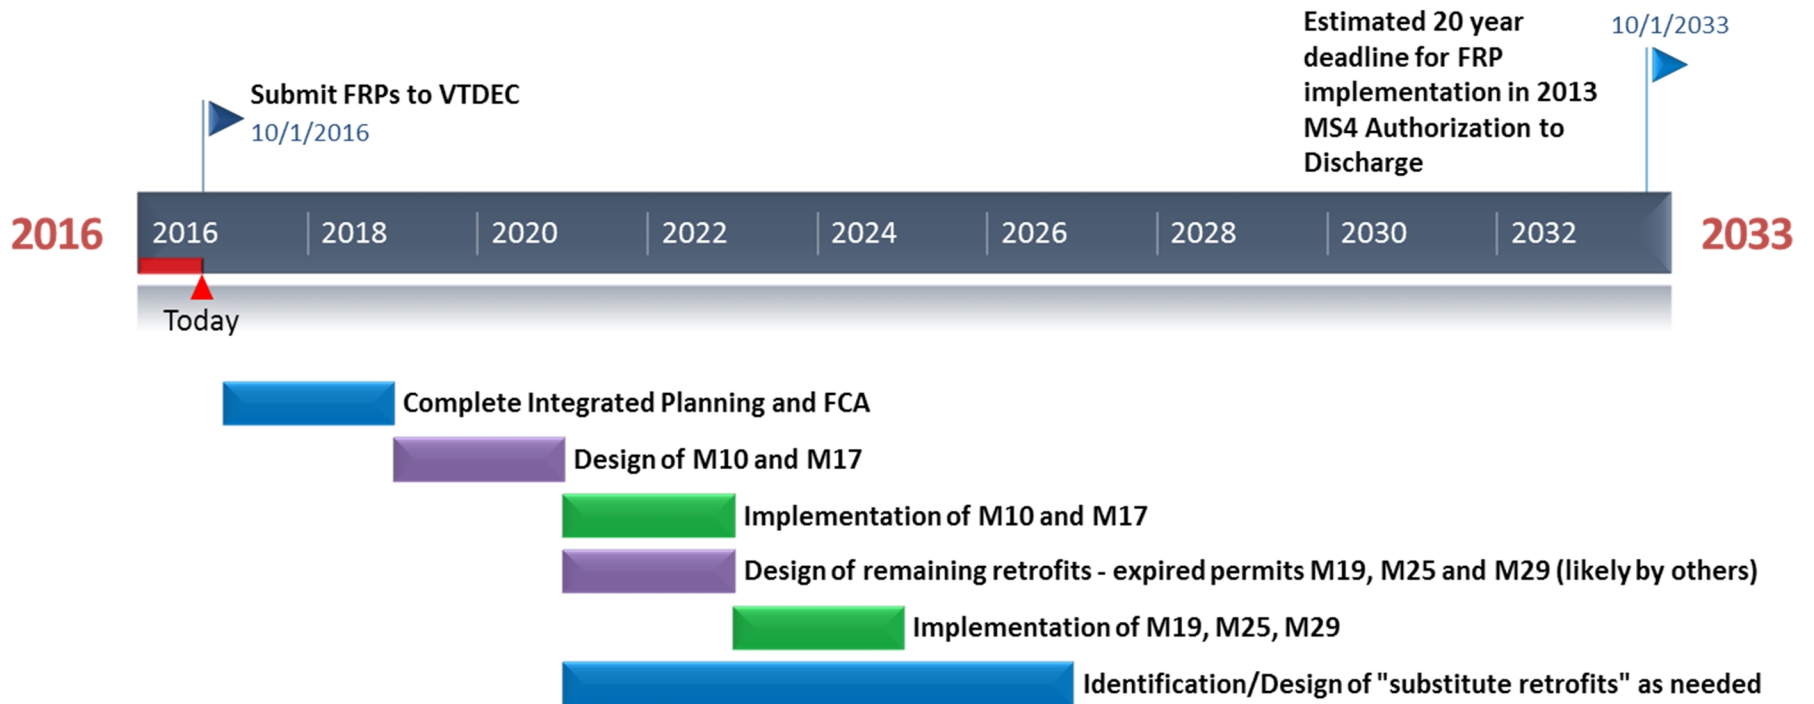 Estimated 20 year
deadline for FRP
implementation in 2013
MS4 Authorization to
Discharge
10/1/2033
Submit FRPs to VTDEC
10/1/2016
2016
2016 2018 2020 2022 2024 2026 2028 2030 2032
2033
Today
Complete Integrated Planning and FCA
Design of M10 and M17
Implementation of M10 and M17
Design of remaining retrofits - expired permits M19, M25 and M29 (likely by others)
Implementation of M19, M25, M29
Identification/Design of "substitute retrofits" as needed